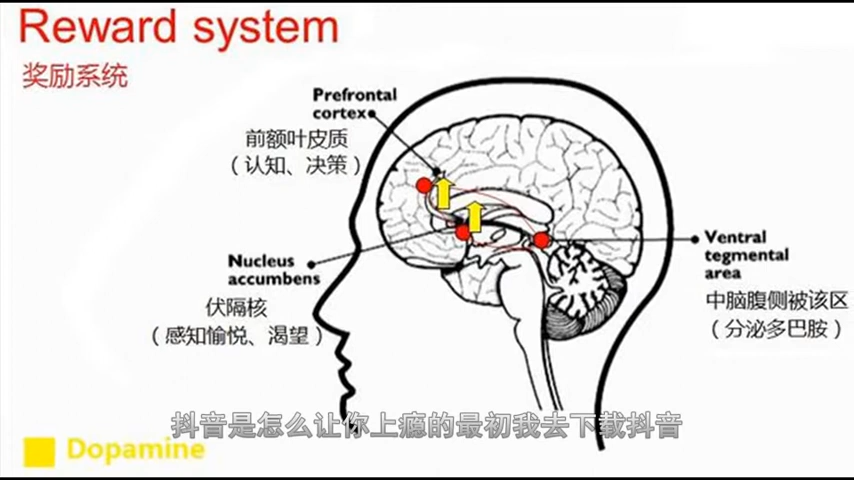 Reward system
奖励系统
Prefrontal
cortex
前额叶皮质
（认知、决策）
Nucleus
accumbens
伏隔核
（感知愉悦、渴望）
Ventral
tegmental
area
中脑腹侧被该区
（分泌多巴胺）
抖音是怎么让你上瘾的最初我去下载抖音
Dopamine